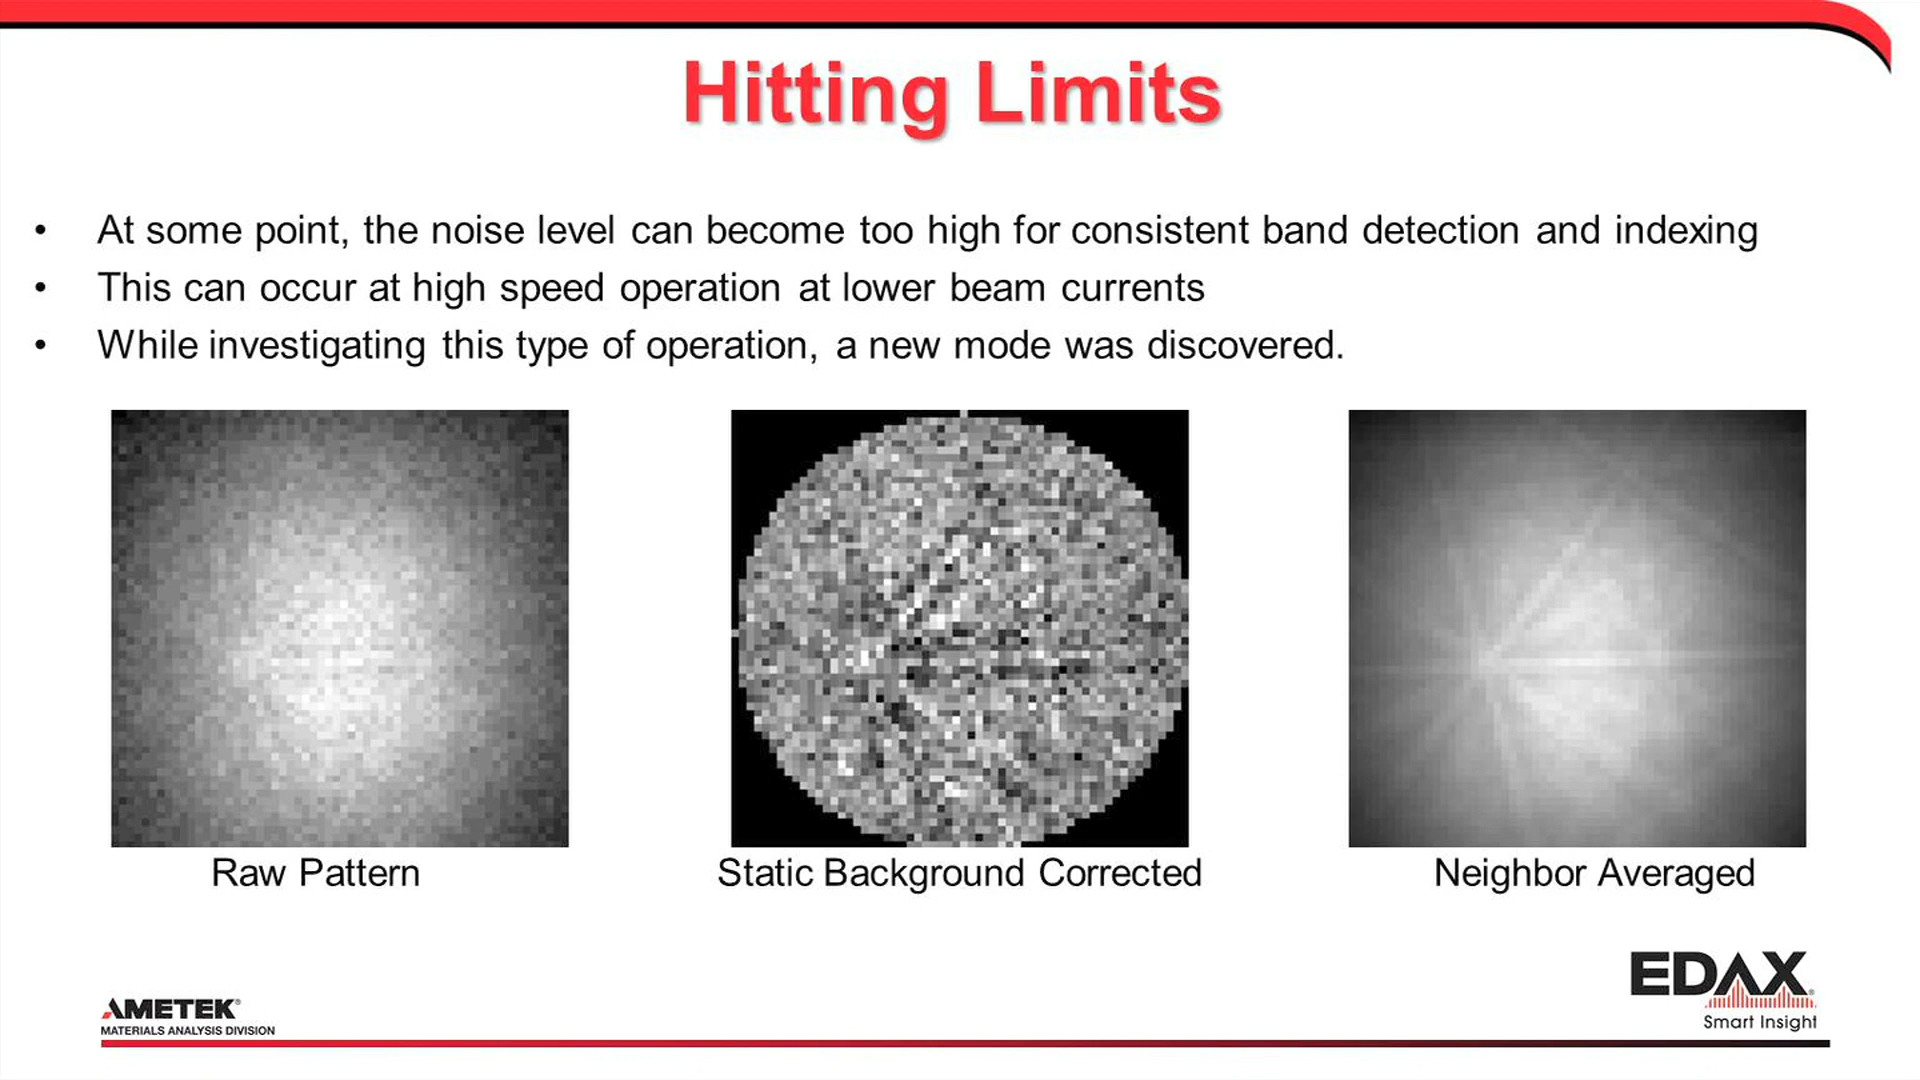 Hitting Limits
• At some point, the noise level can become too high for consistent band detection and indexing
• This can occur at high speed operation at lower beam currents
• While investigating this type of operation, a new mode was discovered.
Raw Pattern
Static Background Corrected
Neighbor Averaged
AMETEK®
MATERIALS ANALYSIS DIVISION
EDAX®
Smart Insight